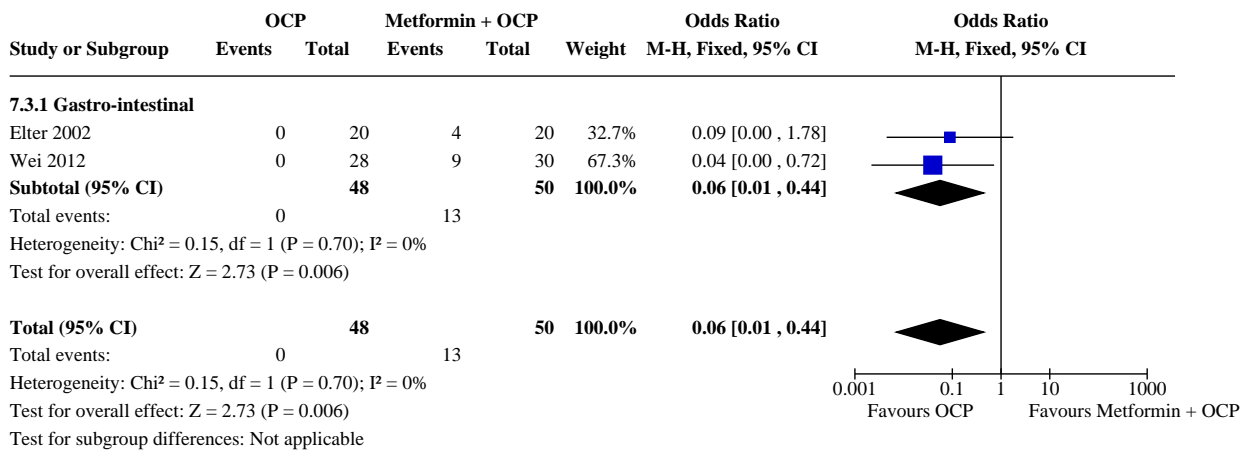 OCP Metformin + OCP Odds Ratio Odds Ratio
Study or Subgroup Events Total Events Total Weight M-H, Fixed, 95% CI M-H, Fixed, 95% CI
7.3.1 Gastro-intestinal
Elter 2002 0 20 4 20 32.7% 0.09 [0.00 , 1.78]
Wei 2012 0 28 9 30 67.3% 0.04 [0.00 , 0.72]
Subtotal (95% CI) 48 50 100.0% 0.06 [0.01 , 0.44]
Total events: 0 13
Heterogeneity: Chi² = 0.15, df = 1 (P = 0.70); I² = 0%
Test for overall effect: Z = 2.73 (P = 0.006)
Total (95% CI) 48 50 100.0% 0.06 [0.01 , 0.44]
Total events: 0 13
Heterogeneity: Chi² = 0.15, df = 1 (P = 0.70); I² = 0%
0.001 0.1 1 10 1000
Test for overall effect: Z = 2.73 (P = 0.006) Favours OCP Favours Metformin + OCP
Test for subgroup differences: Not applicable